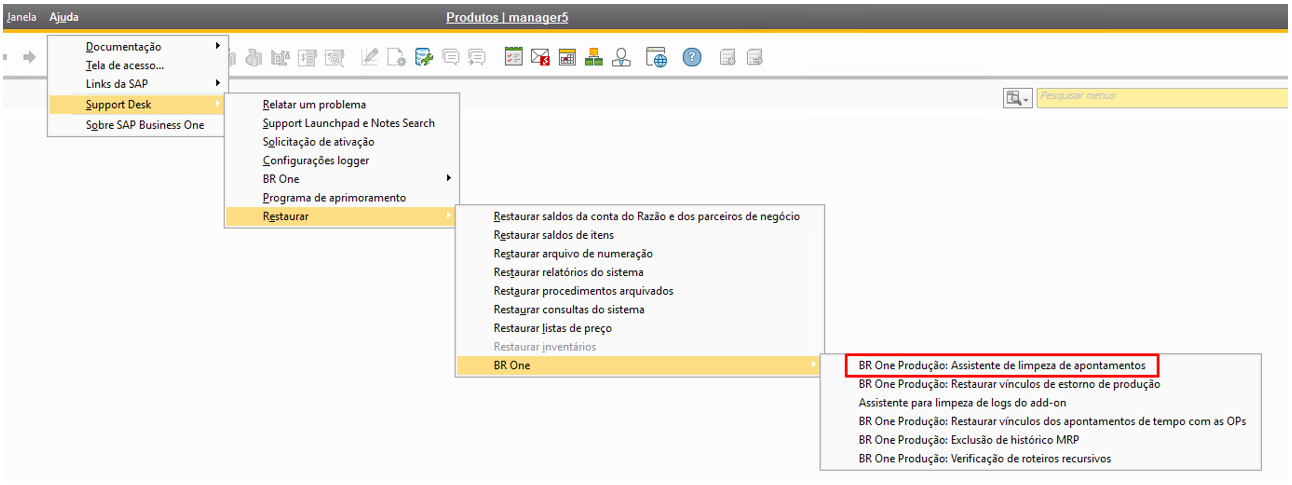 Janela Ajuda Produtos | manager5
Documentação
Tela de acesso...
Links da SAP
Pesquisar menus
Support Desk
Relatar um problema
Sobre SAP Business One
Support Launchpad e Notes Search
Solicitação de ativação
Configurações logger
BR One
Programa de aprimoramento
Restaurar
Restaurar saldos da conta do Razão e dos parceiros de negócio
Restaurar saldos de itens
Restaurar arquivo de numeração
Restaurar relatórios do sistema
Restaurar procedimentos arquivados
Restaurar consultas do sistema
Restaurar listas de preço
Restaurar inventários
BR One
BR One Produção: Assistente de limpeza de apontamentos
BR One Produção: Restaurar vínculos de estorno de produção
Assistente para limpeza de logs do add-on
BR One Produção: Restaurar vínculos dos apontamentos de tempo com as OPs
BR One Produção: Exclusão de histórico MRP
BR One Produção: Verificação de roteiros recursivos